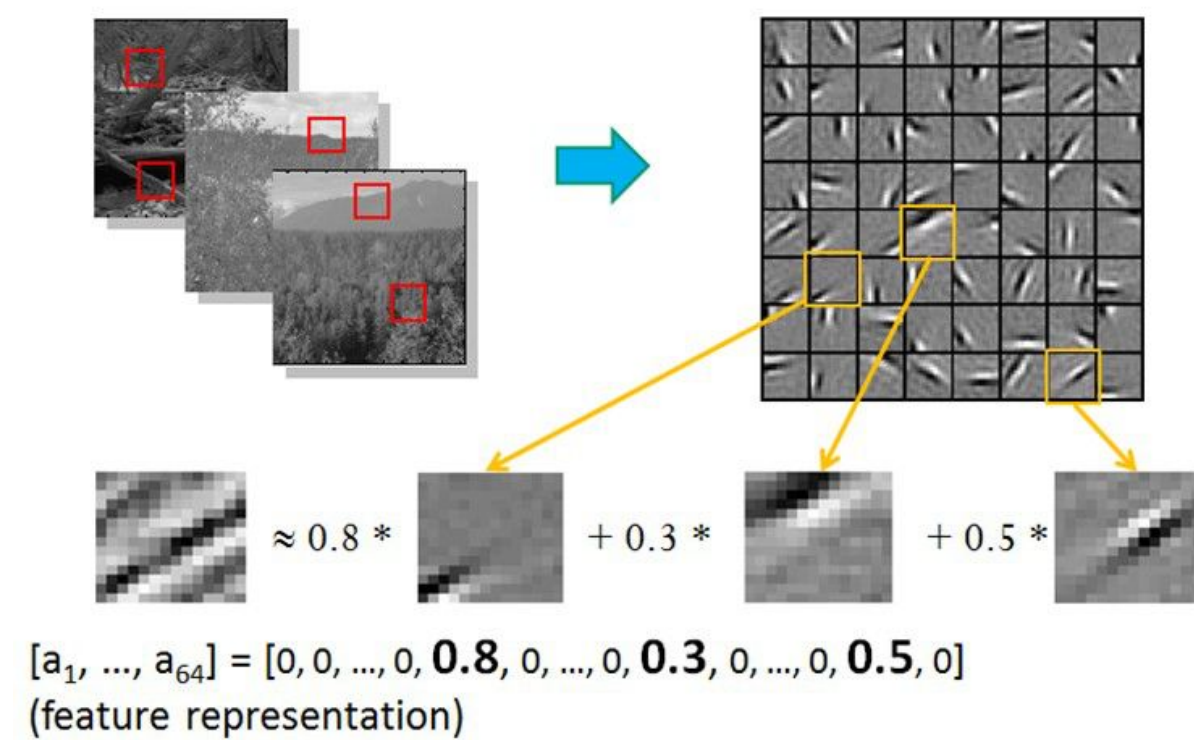 ≈ 0.8 * + 0.3 * + 0.5 *
[a₁, ..., a₆₄] = [0, 0, ..., 0, 0.8, 0, ..., 0, 0.3, 0, ..., 0, 0.5, 0]
(feature representation)